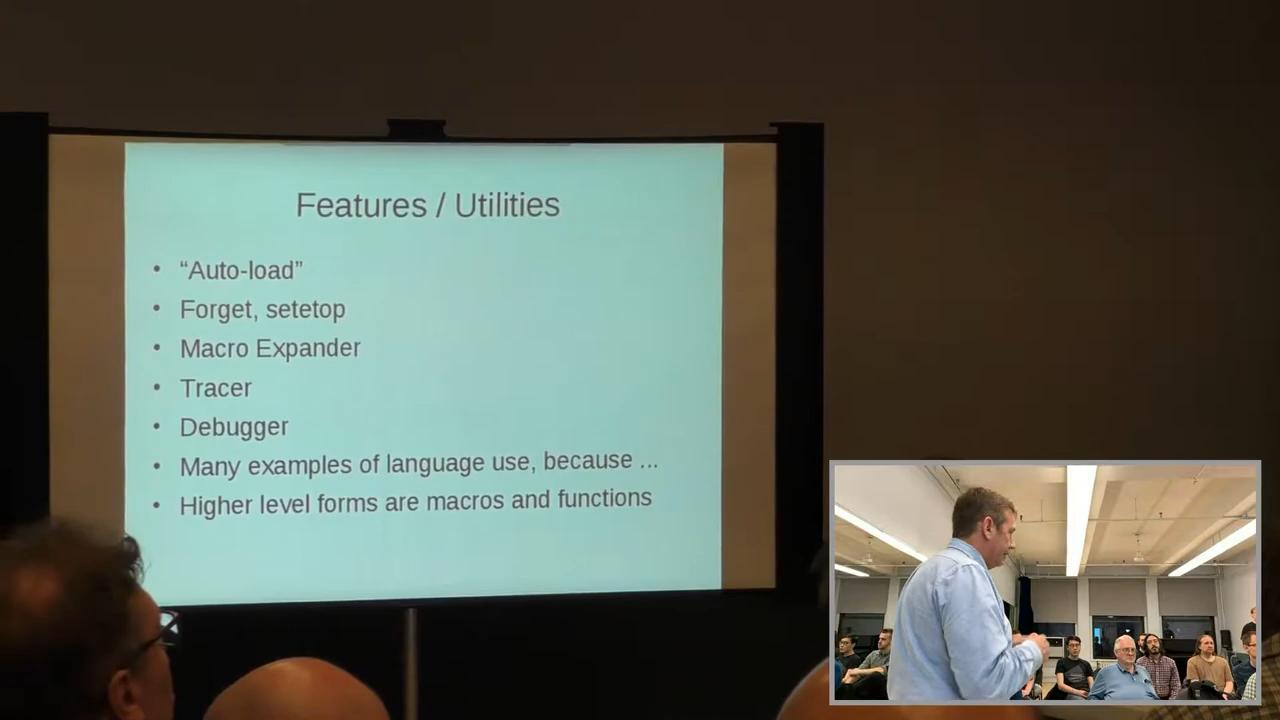 Features / Utilities
• “Auto-load”
• Forget, setetop
• Macro Expander
• Tracer
• Debugger
• Many examples of language use, because ...
• Higher level forms are macros and functions